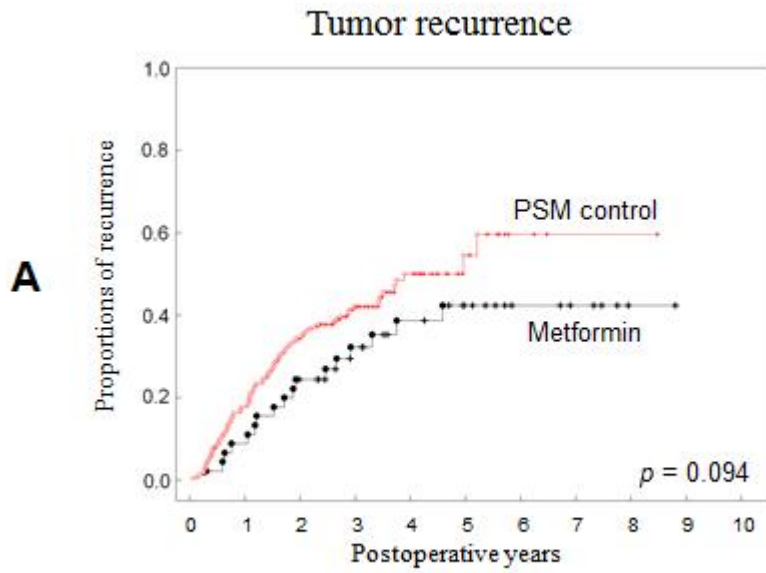 Tumor recurrence
A
Proportions of recurrence
1.0
0.8
0.6
0.4
0.2
0.0
PSM control
Metformin
p = 0.094
0 1 2 3 4 5 6 7 8 9 10
Postoperative years